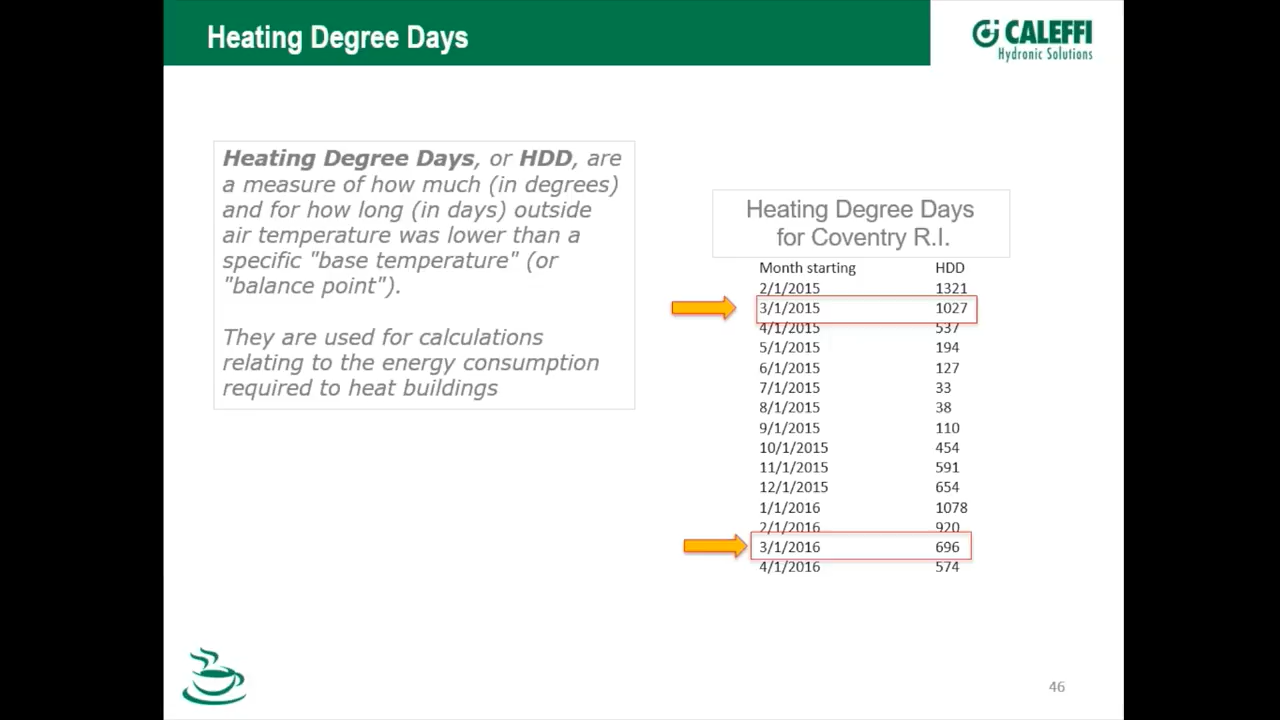 Heating Degree Days
CALEFFI
Hydronic Solutions
Heating Degree Days, or HDD, are
a measure of how much (in degrees)
and for how long (in days) outside
air temperature was lower than a
specific "base temperature" (or
"balance point").
They are used for calculations
relating to the energy consumption
required to heat buildings
Heating Degree Days
for Coventry R.I.
Month starting HDD
2/1/2015 1321
3/1/2015 1027
4/1/2015 537
5/1/2015 194
6/1/2015 127
7/1/2015 33
8/1/2015 38
9/1/2015 110
10/1/2015 454
11/1/2015 591
12/1/2015 654
1/1/2016 1078
2/1/2016 920
3/1/2016 696
4/1/2016 574
46